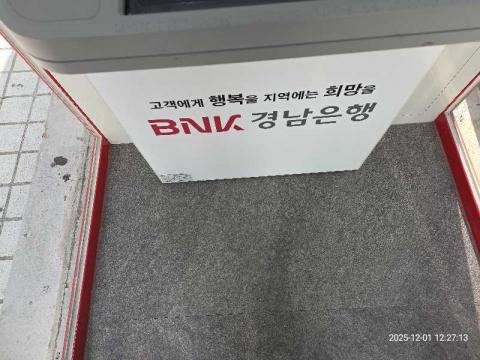 고객에게 행복을 지역에는 희망을
BNK 경남은행
2025-12-01 12:27:13